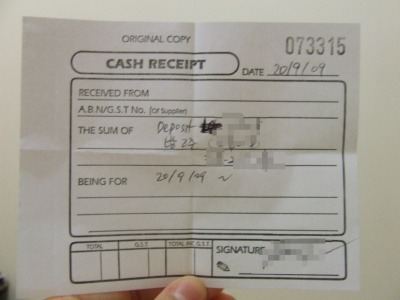 ORIGINAL COPY
073315
CASH RECEIPT
DATE 20/9/09
RECEIVED FROM
A.B.N/G.S.T No. (Of Supplier)
THE SUM OF Deposit
BEING FOR 20/9/09 ~
TOTAL G.S.T TOTAL INC G.S.T. SIGNATURE